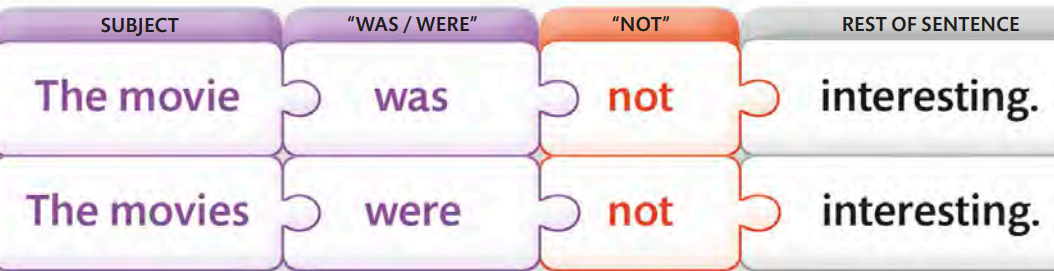 SUBJECT "WAS / WERE" "NOT" REST OF SENTENCE
The movie was not interesting.
The movies were not interesting.